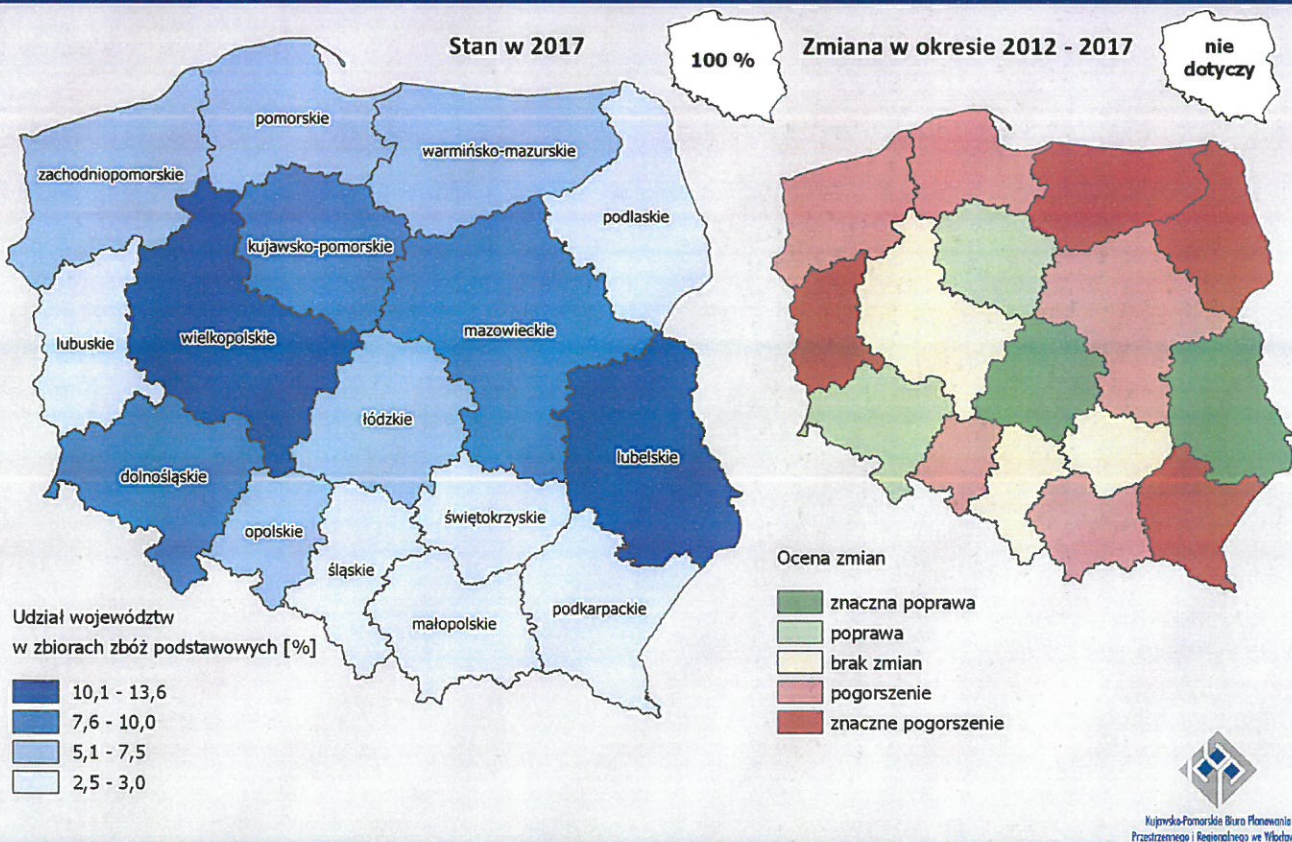 Stan w 2017
100 %
Zmiana w okresie 2012 - 2017
nie
dotyczy
pomorskie
warmińsko-mazurskie
zachodniopomorskie
podlaskie
kujawsko-pomorskie
lubuskie
wielkopolskie
mazowieckie
łódzkie
lubelskie
dolnośląskie
świętokrzyskie
opolskie
śląskie
podkarpackie
małopolskie
Udział województw
w zbiorach zbóż podstawowych [%]
10,1 - 13,6
7,6 - 10,0
5,1 - 7,5
2,5 - 3,0
Ocena zmian
znaczna poprawa
poprawa
brak zmian
pogorszenie
znaczne pogorszenie
Kujawsko-Pomorskie Biuro Planowania
Przestrzennego i Regionalnego we